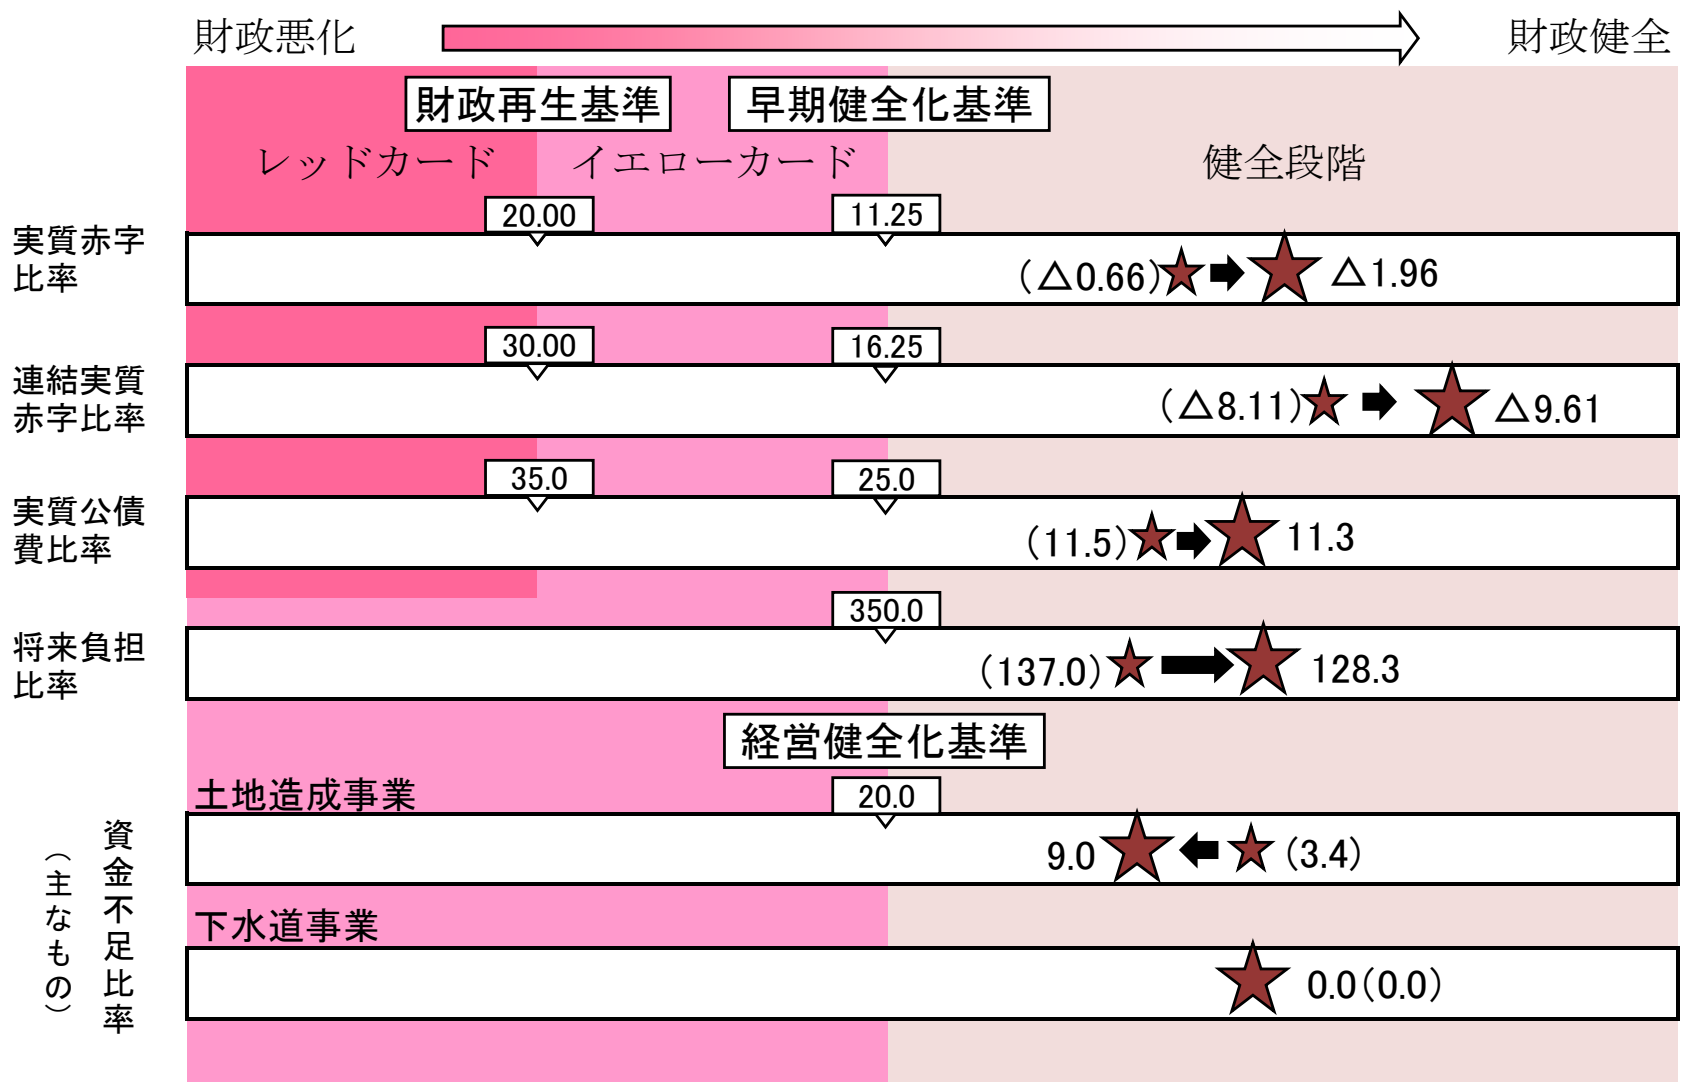 財政悪化
財政健全
財政再生基準
早期健全化基準
レッドカード
イエローカード
健全段階
20.00
11.25
実質赤字
比率
(△0.66)
△1.96
30.00
16.25
連結実質
赤字比率
(△8.11)
△9.61
35.0
25.0
実質公債
費比率
(11.5)
11.3
350.0
将来負担
比率
(137.0)
128.3
経営健全化基準
土地造成事業
20.0
9.0
(3.4)
資金不足比率
（主なもの）
下水道事業
0.0(0.0)